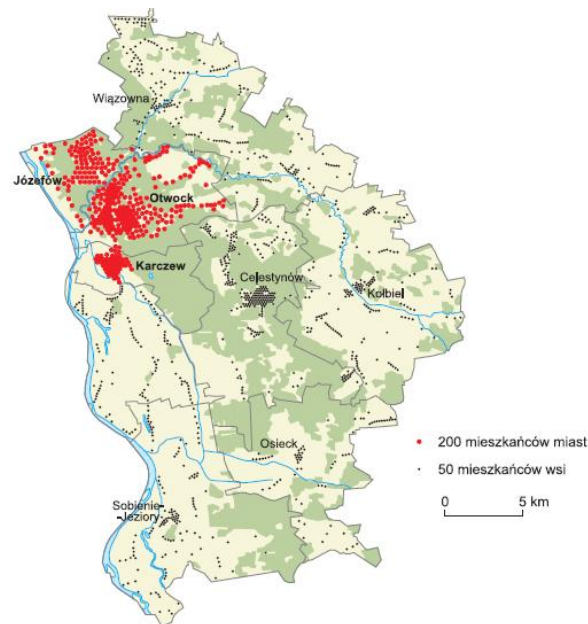 Wiązowna
Józefów
Otwock
Karczew
Celestynów
Kołbiel
200 mieszkańców miast
Osieck
50 mieszkańców wsi
0 5 km
Sobienie-
-Jeziory